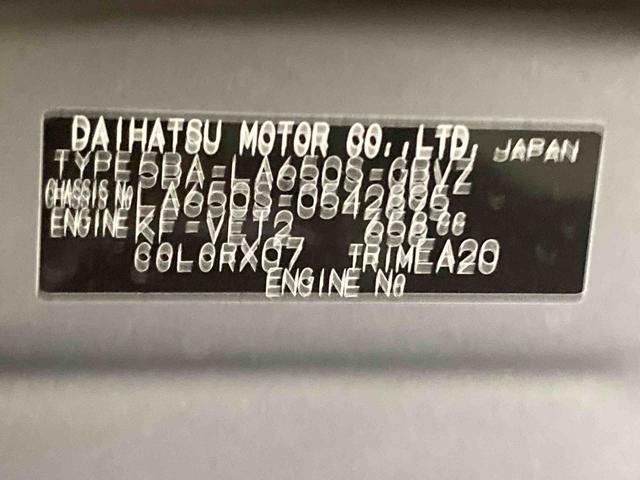 DAIHATSU MOTOR CO.,LTD. JAPAN
TYPE 5BA-LA650S-GBVZ
CHASSIS No LA650S-
ENGINE KF-VET2 658cc
COLOR X07 TRIM EA20
ENGINE No